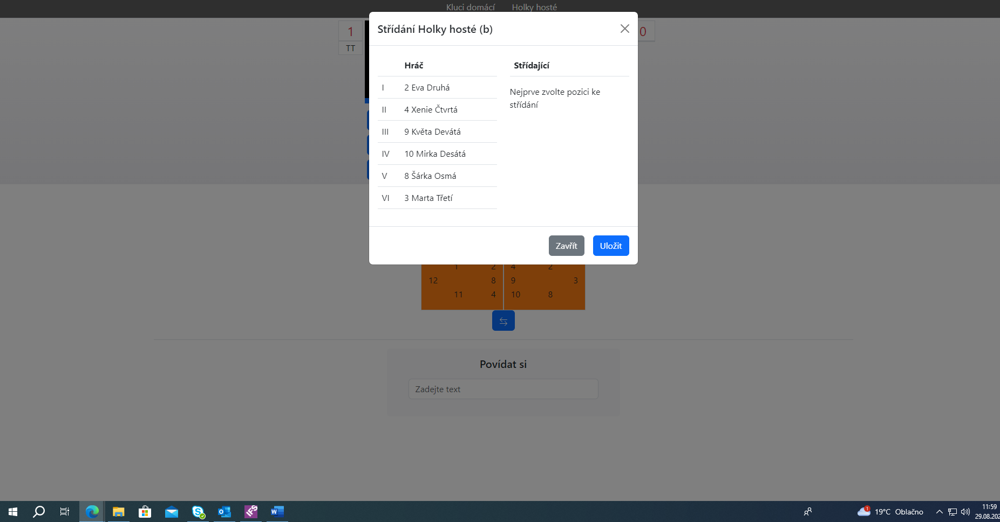 Kluci domácí Holky hosté
Střídání Holky hosté (b)
1 0
TT
Hráč Střídající
I 2 Eva Druhá
Nejprve zvolte pozici ke
střídání
II 4 Xenie Čtvrtá
III 9 Květa Devátá
IV 10 Mirka Desátá
V 8 Šárka Osmá
VI 3 Marta Třetí
Zavřít Uložit
1 2 4 2
12 8 9 3
11 4 10 8
Povídat si
Zadejte text
1 19°C Oblačno
11:59
29.08.202